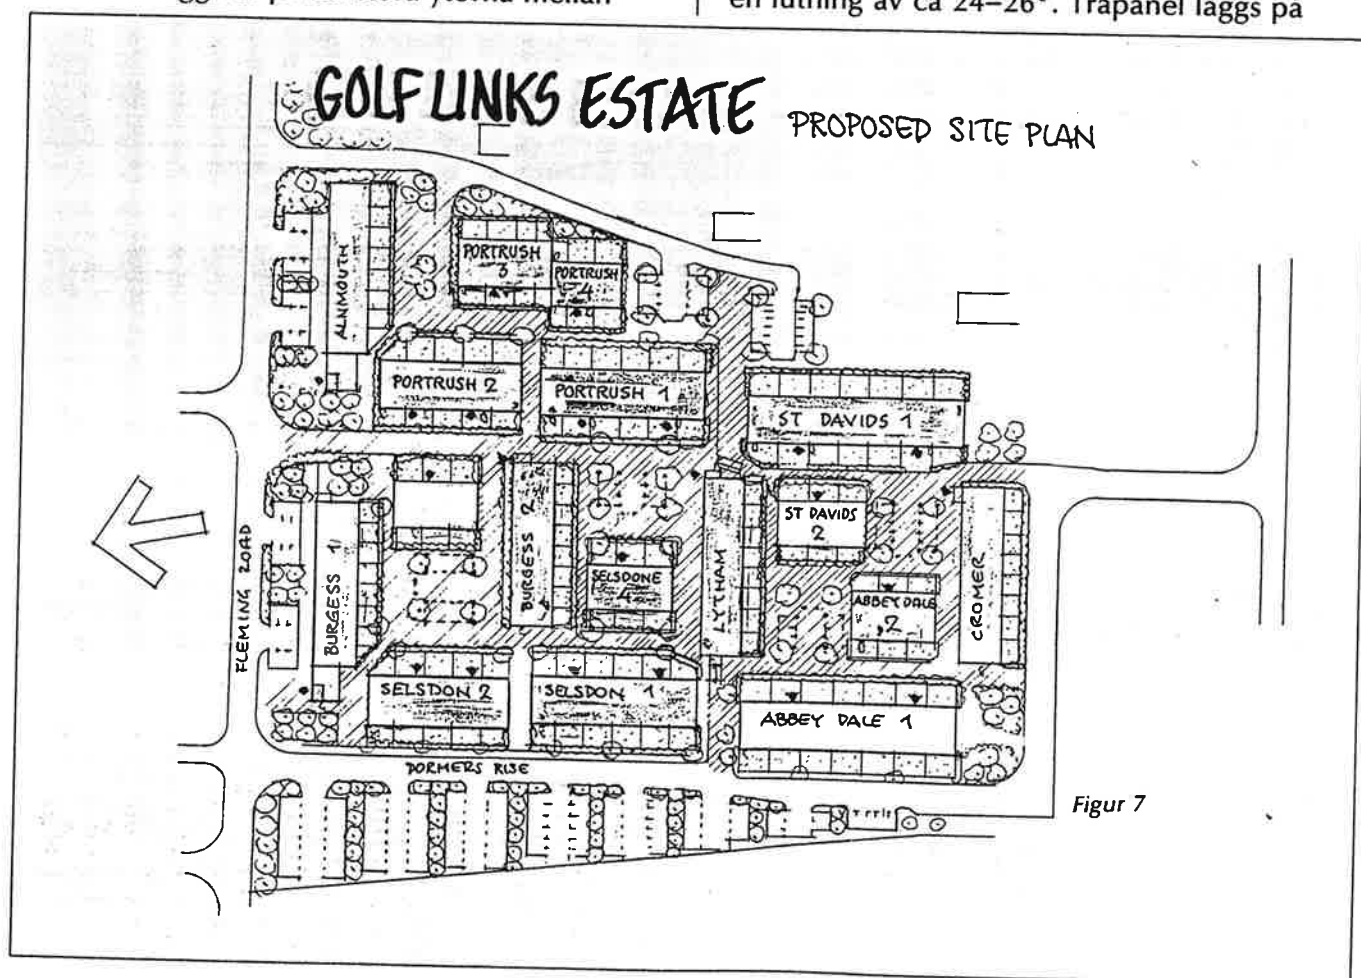 en lutning av ca 24–26°. Träpanel läggs på
GOLF LINKS ESTATE PROPOSED SITE PLAN
ALNMOUTH
PORTRUSH 3
PORTRUSH 4
PORTRUSH 2
PORTRUSH 1
ST DAVIDS 1
FLEMING ROAD
BURGESS 1
BURGESS 2
SELSDONE 4
LYTHAM
ST DAVIDS 2
ABBEY DALE 2
CROMER
SELSDON 2
SELSDON 1
ABBEY DALE 1
DORMERS RISE
Figur 7